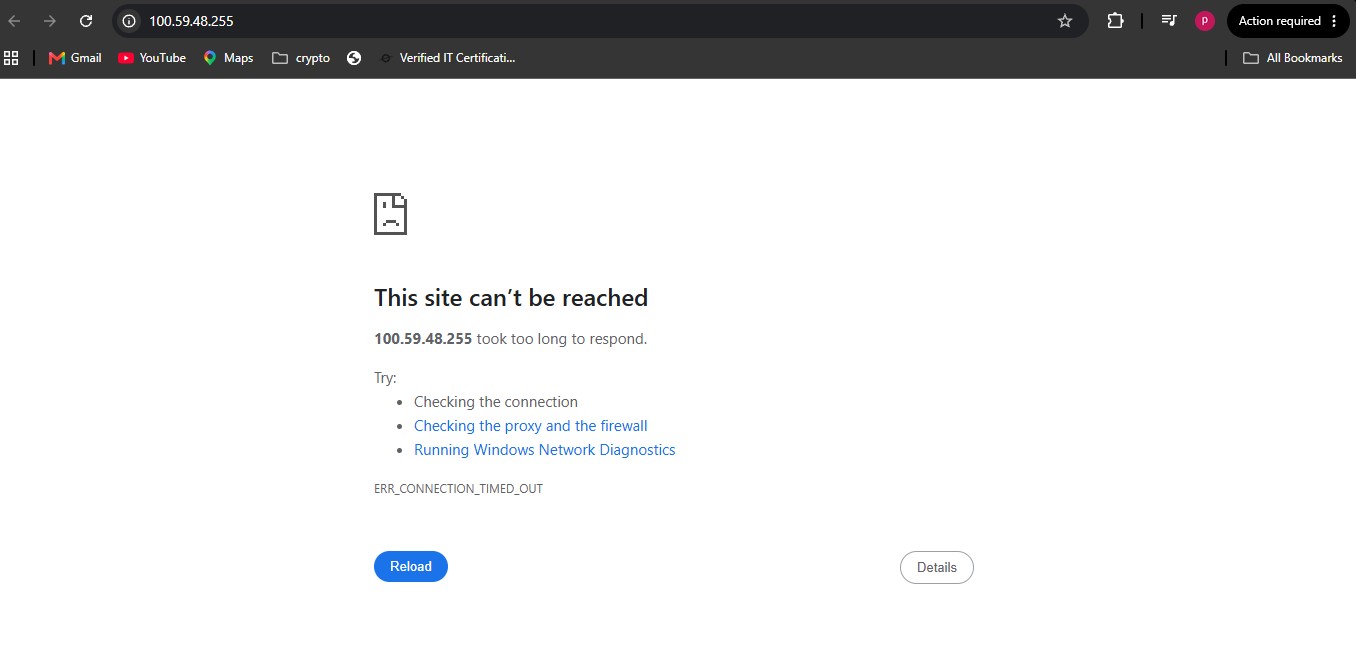 100.59.48.255
P
Action required
Gmail
YouTube
Maps
crypto
Verified IT Certificati...
All Bookmarks
This site can’t be reached
100.59.48.255 took too long to respond.
Try:
• Checking the connection
• Checking the proxy and the firewall
• Running Windows Network Diagnostics
ERR_CONNECTION_TIMED_OUT
Reload
Details